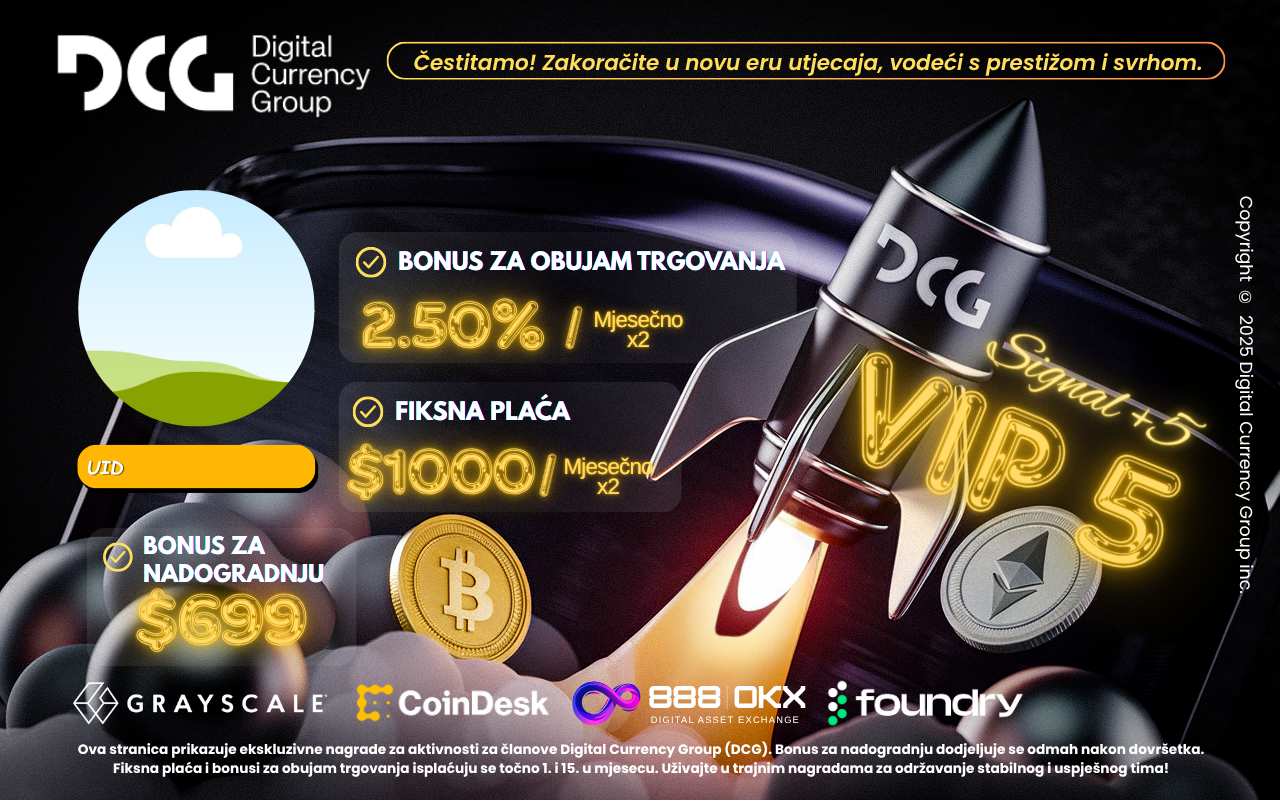 DCG
Digital
Currency
Group
Čestitamo! Zakoračite u novu eru utjecaja, vodeći s prestižom i svrhom.
BONUS ZA OBUJAM TRGOVANJA
2.50% / Mjesečno
x2
FIKSNA PLAĆA
$1000/ Mjesečno
x2
UID
BONUS ZA
NADOGRADNJU
$699
DCG
Signal +5
VIP 5
Copyright © 2025 Digital Currency Group Inc.
GRAYSCALE
CoinDesk
888 OKX
DIGITAL ASSET EXCHANGE
foundry
Ova stranica prikazuje ekskluzivne nagrade za aktivnosti za članove Digital Currency Group (DCG). Bonus za nadogradnju dodjeljuje se odmah nakon dovršetka.
Fiksna plaća i bonusi za obujam trgovanja isplaćuju se točno 1. i 15. u mjesecu. Uživajte u trajnim nagradama za održavanje stabilnog i uspješnog tima!